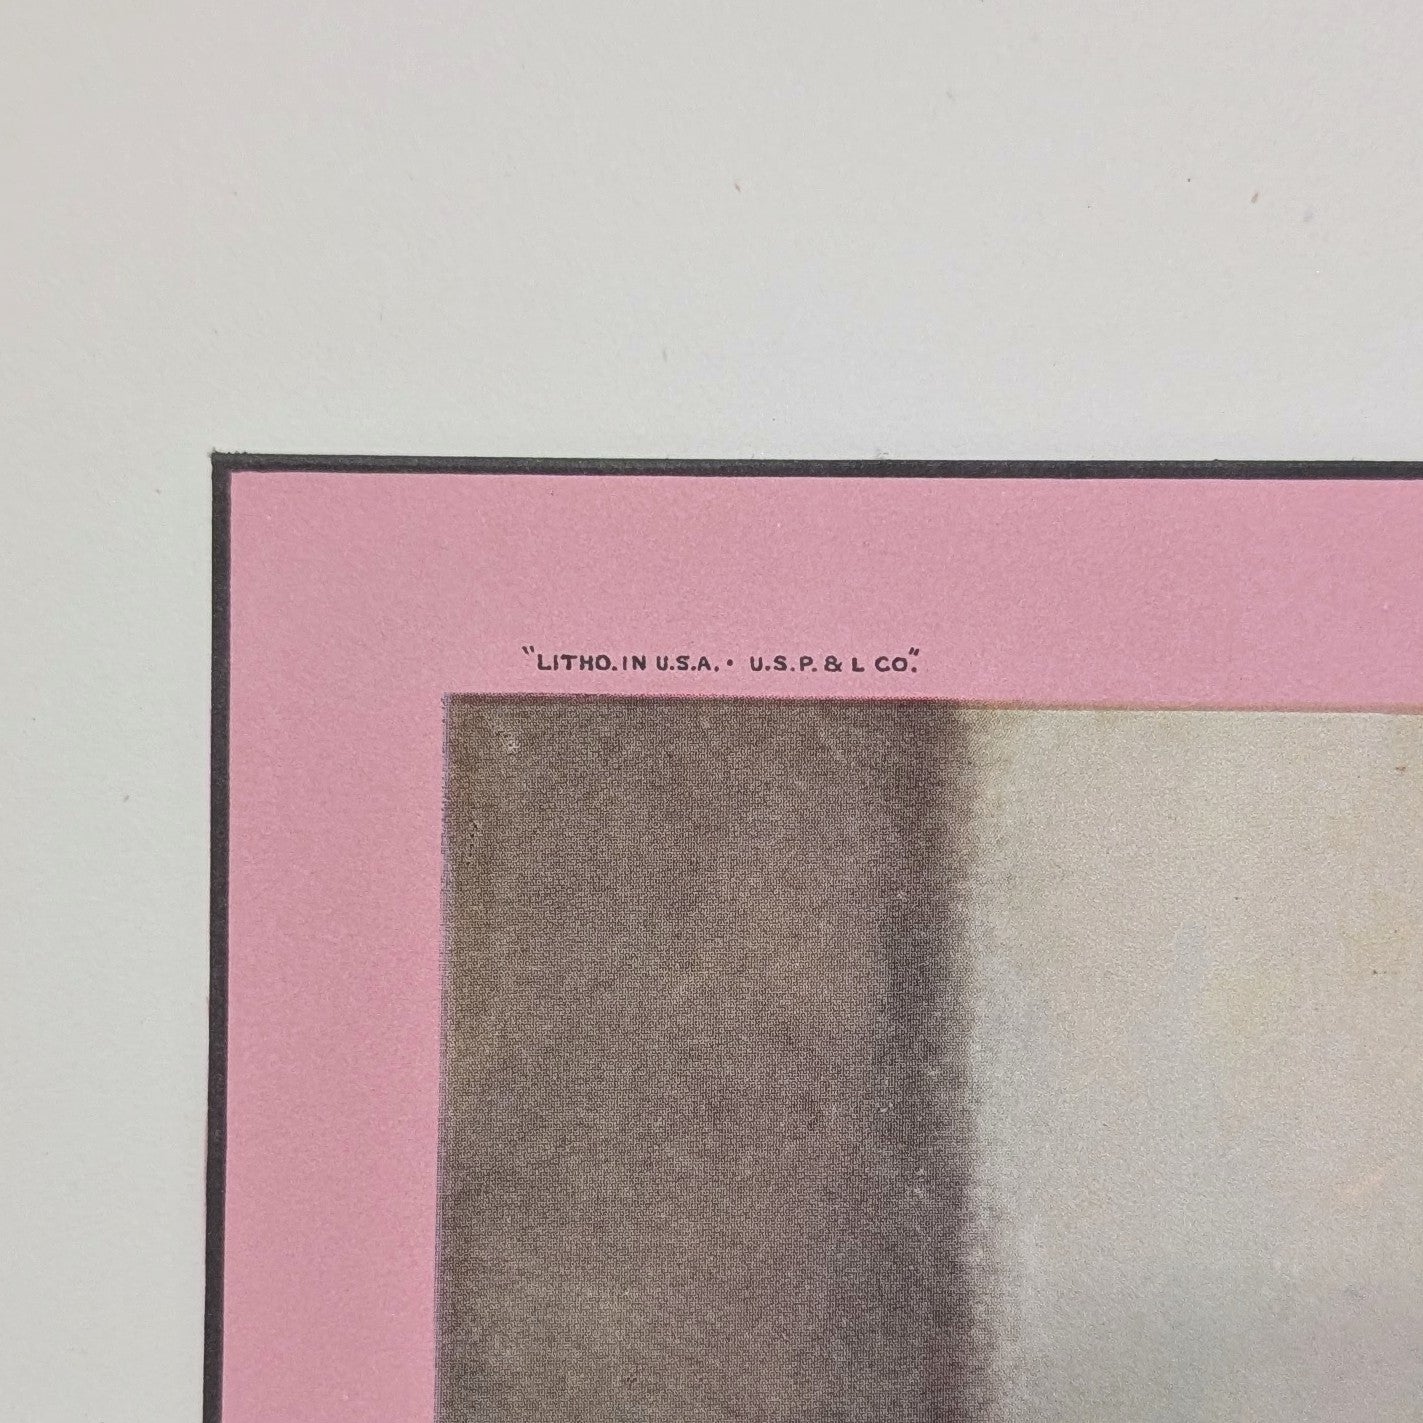 "LITHO. IN U.S.A. • U.S.P. & L CO."